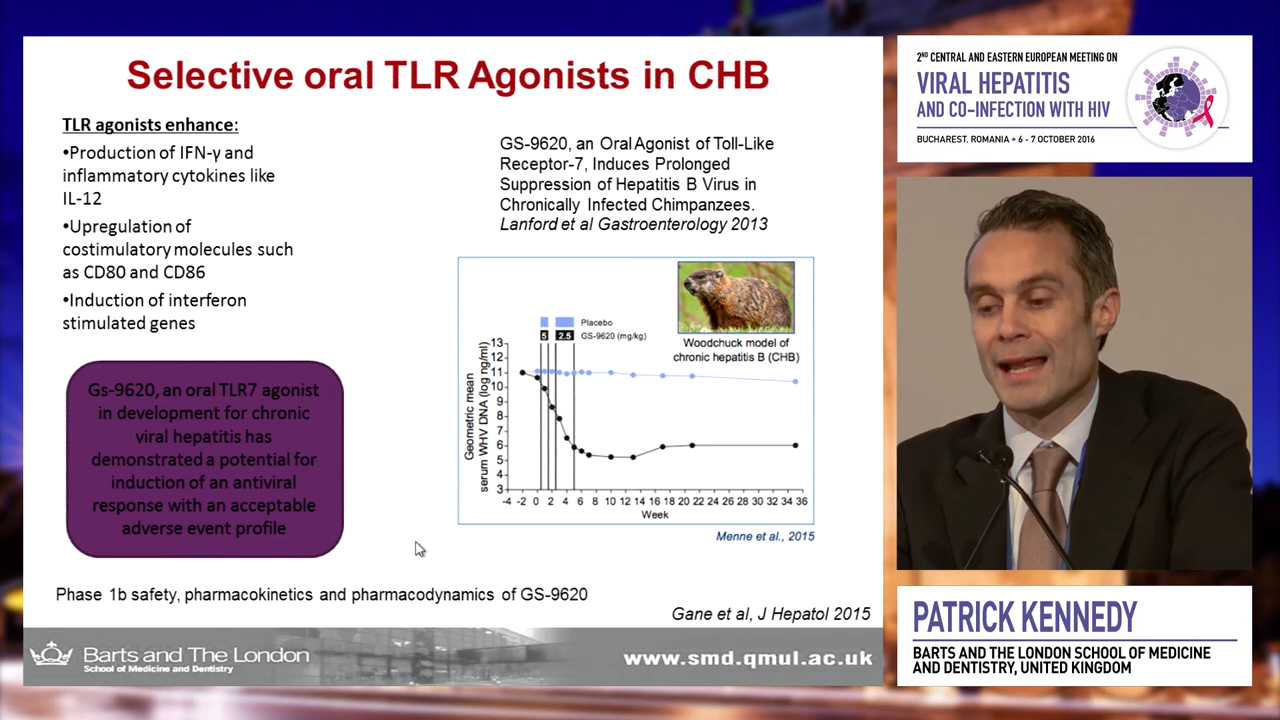 Selective oral TLR Agonists in CHB
TLR agonists enhance:
•Production of IFN-γ and
inflammatory cytokines like
IL-12
•Upregulation of
costimulatory molecules such
as CD80 and CD86
•Induction of interferon
stimulated genes
Gs-9620, an oral TLR7 agonist
in development for chronic
viral hepatitis has
demonstrated a potential for
induction of an antiviral
response with an acceptable
adverse event profile
GS-9620, an Oral Agonist of Toll-Like
Receptor-7, Induces Prolonged
Suppression of Hepatitis B Virus in
Chronically Infected Chimpanzees.
Lanford et al Gastroenterology 2013
Placebo
5 2.5 GS-9620 (mg/kg)
Woodchuck model of
chronic hepatitis B (CHB)
Geometric mean
serum WHV DNA (log ng/ml)
13
12
11
10
9
8
7
6
5
4
3
-4 -2 0 2 4 6 8 10 12 14 16 18 20 22 24 26 28 30 32 34 36
Week
Menne et al., 2015
Phase 1b safety, pharmacokinetics and pharmacodynamics of GS-9620
Gane et al, J Hepatol 2015
Barts and The London
School of Medicine and Dentistry
www.smd.qmul.ac.uk
2ND CENTRAL AND EASTERN EUROPEAN MEETING ON
VIRAL HEPATITIS
AND CO-INFECTION WITH HIV
BUCHAREST, ROMANIA • 6 - 7 OCTOBER 2016
PATRICK KENNEDY
BARTS AND THE LONDON SCHOOL OF MEDICINE
AND DENTISTRY, UNITED KINGDOM